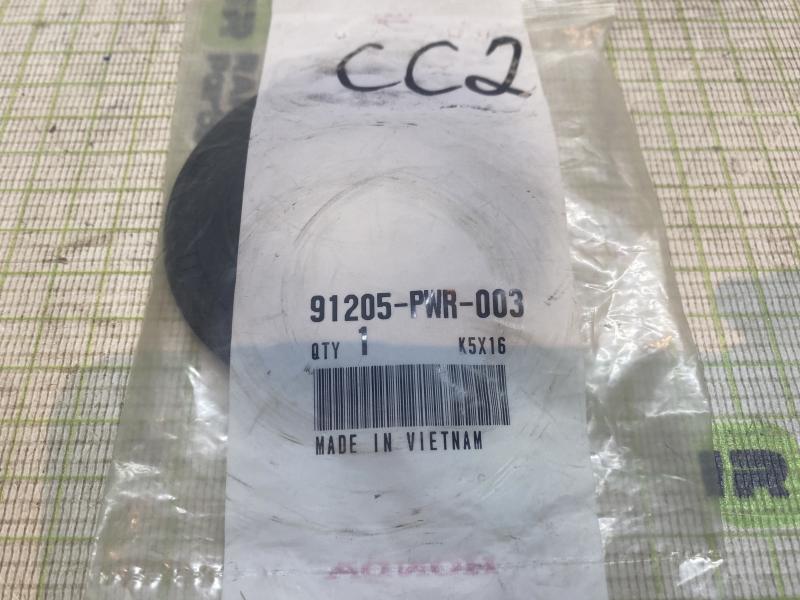 CC2
91205-PWR-003
QTY 1 K5X16
MADE IN VIETNAM